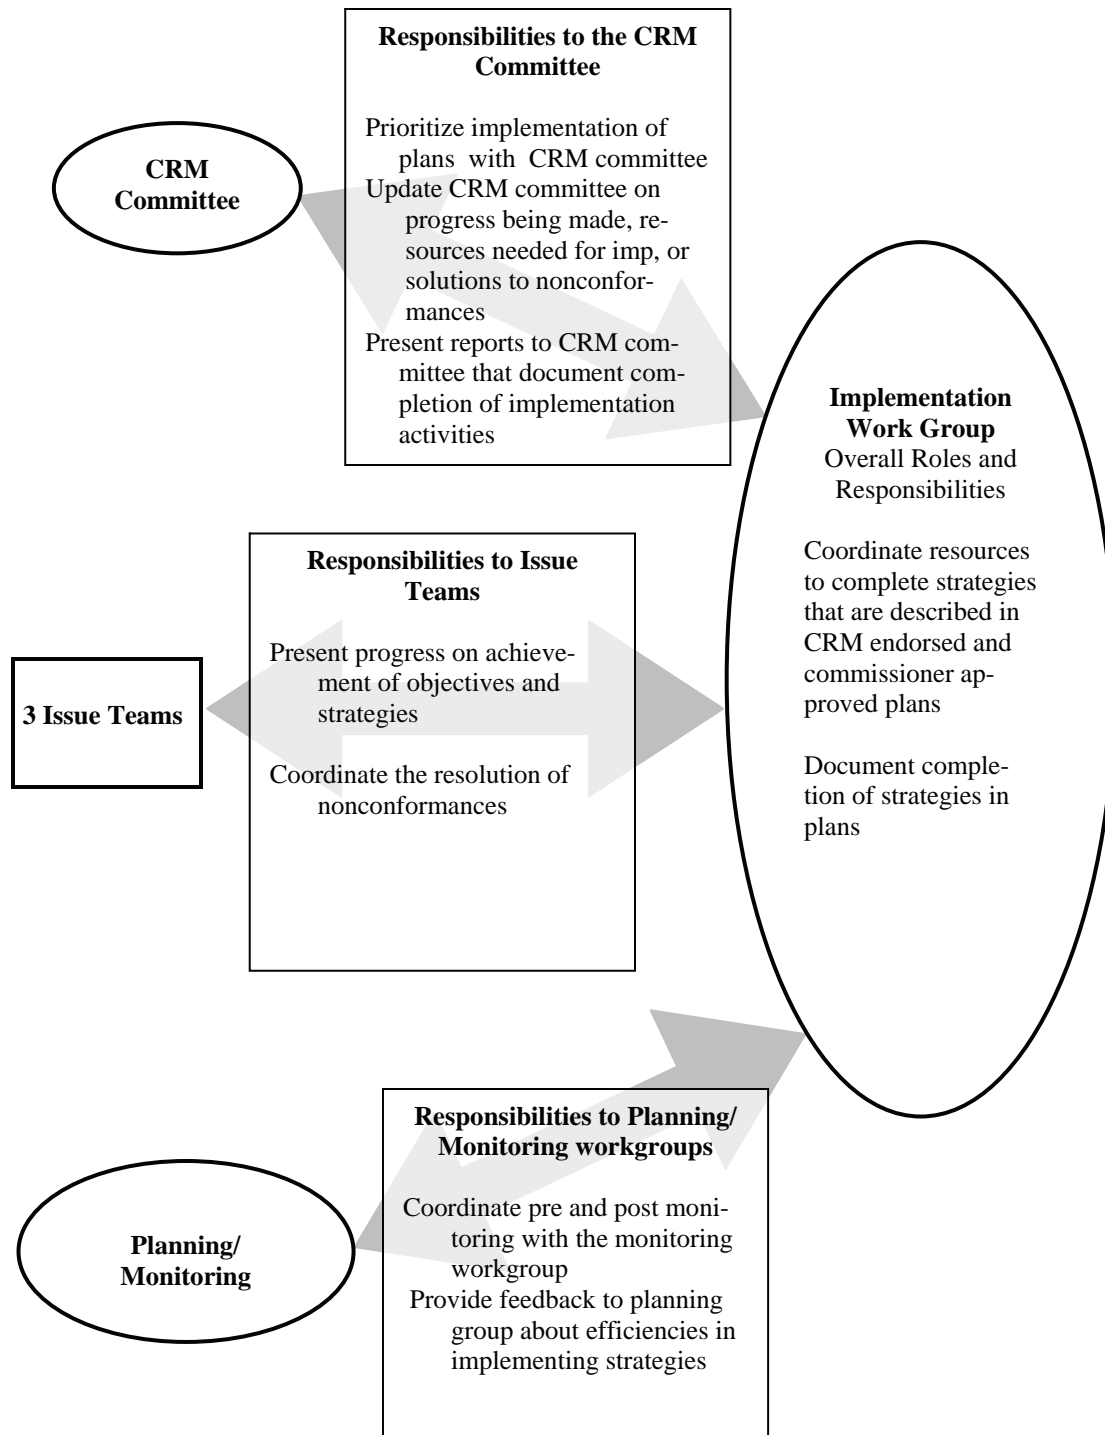 Responsibilities to the CRM
Committee
Prioritize implementation of
plans with CRM committee
Update CRM committee on
progress being made, re-
sources needed for imp, or
solutions to nonconfor-
mances
Present reports to CRM com-
mittee that document com-
pletion of implementation
activities
CRM
Committee
Implementation
Work Group
Overall Roles and
Responsibilities
Coordinate resources
to complete strategies
that are described in
CRM endorsed and
commissioner ap-
proved plans
Document comple-
tion of strategies in
plans
Responsibilities to Issue
Teams
Present progress on achieve-
ment of objectives and
strategies
Coordinate the resolution of
nonconformances
3 Issue Teams
Responsibilities to Planning/
Monitoring workgroups
Coordinate pre and post moni-
toring with the monitoring
workgroup
Provide feedback to planning
group about efficiencies in
implementing strategies
Planning/
Monitoring